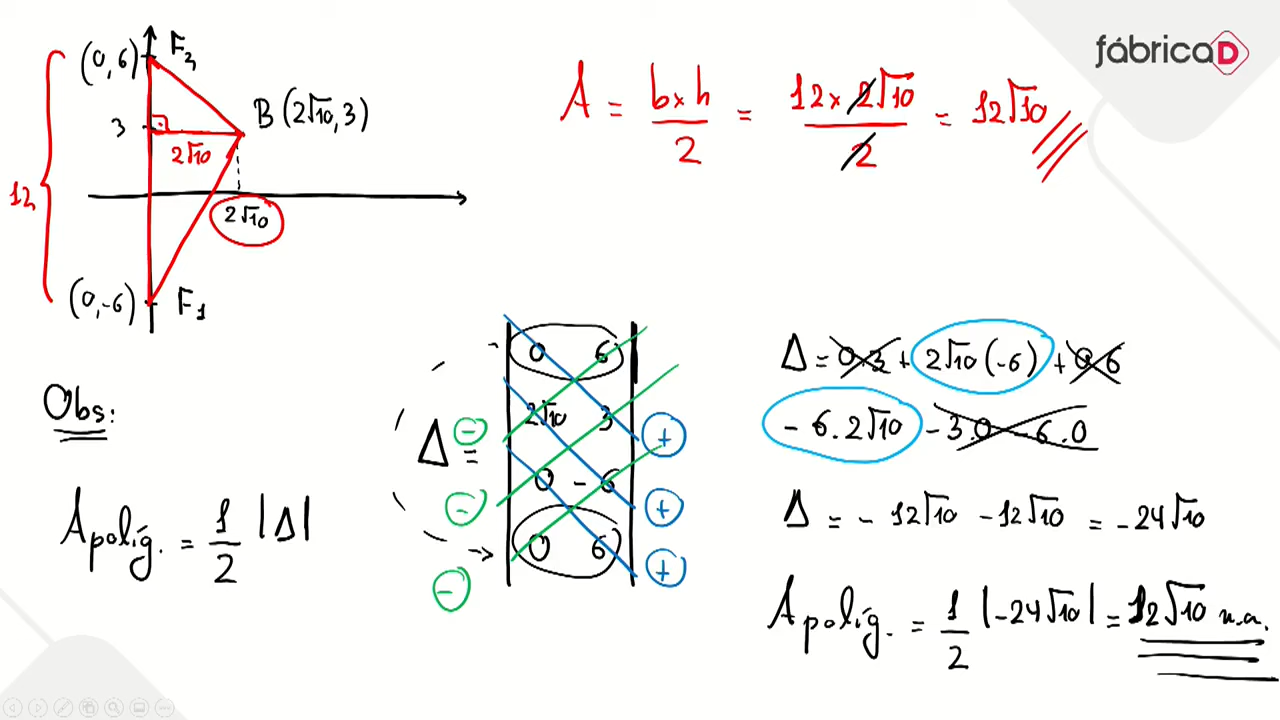 fábricaD
(0,6) F₂
3
B (2√10, 3)
2√10
12
2√10
(0,-6) F₁
A = b x h / 2 = 12 x 2√10 / 2 = 12√10
Obs:
A políg. = 1/2 |Δ|
Δ =
0 6
2√10 3
0 -6
0 6
- - -
+ + +
Δ = 0.3 + 2√10(-6) + 0.6
- 6.2√10 - 3.0 - 6.0
Δ = - 12√10 - 12√10 = -24√10
A políg. = 1/2 |-24√10| = 12√10 u.a.